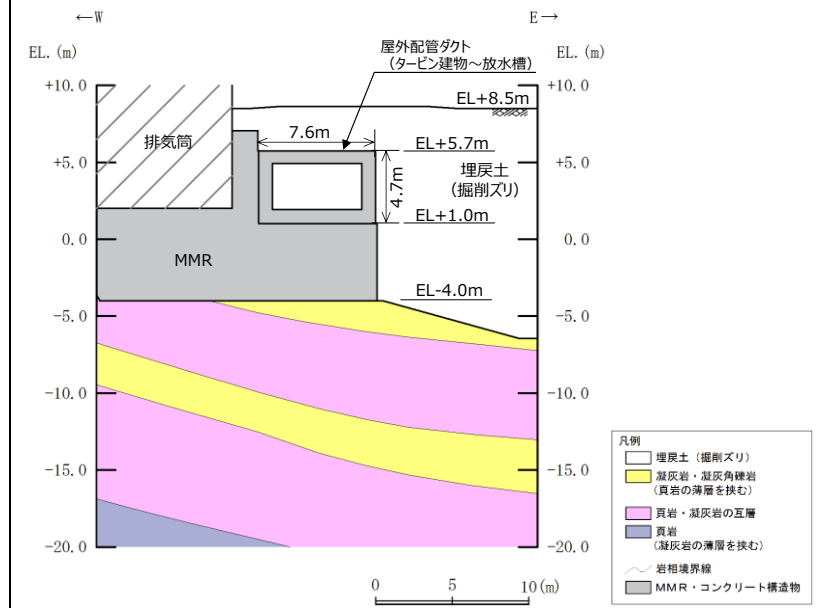 ←W
E→
EL. (m)
屋外配管ダクト
（タービン建物～放水槽）
EL. (m)
+10.0
+10.0
EL+8.5m
排気筒
7.6m
EL+5.7m
+5.0
+5.0
4.7m
埋戻土
（掘削ズリ）
EL+1.0m
0.0
0.0
MMR
EL-4.0m
-5.0
-5.0
-10.0
-10.0
-15.0
-15.0
-20.0
-20.0
凡例
埋戻土（掘削ズリ）
凝灰岩・凝灰角礫岩
（頁岩の薄層を挟む）
頁岩・凝灰岩の互層
頁岩
（凝灰岩の薄層を挟む）
岩相境界線
MMR・コンクリート構造物
0 5 10(m)